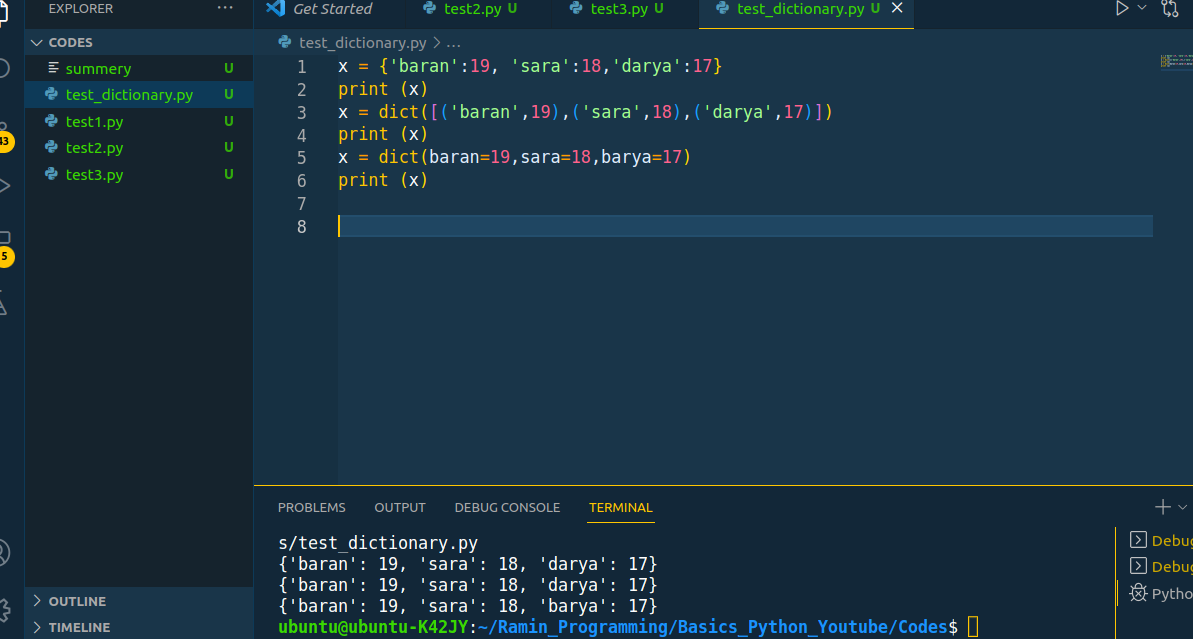 EXPLORER ...
Get Started test2.py U test3.py U test_dictionary.py U
CODES
test_dictionary.py > ...
summery U
test_dictionary.py U
test1.py U
test2.py U
test3.py U
43
5
1 x = {'baran':19, 'sara':18,'darya':17}
2 print (x)
3 x = dict([('baran',19),('sara',18),('darya',17)])
4 print (x)
5 x = dict(baran=19,sara=18,barya=17)
6 print (x)
7
8
PROBLEMS OUTPUT DEBUG CONSOLE TERMINAL
s/test_dictionary.py
{'baran': 19, 'sara': 18, 'darya': 17}
{'baran': 19, 'sara': 18, 'darya': 17}
{'baran': 19, 'sara': 18, 'barya': 17}
ubuntu@ubuntu-K42JY:~/Ramin_Programming/Basics_Python_Youtube/Codes$
Debug
Debug
Pytho
OUTLINE
TIMELINE